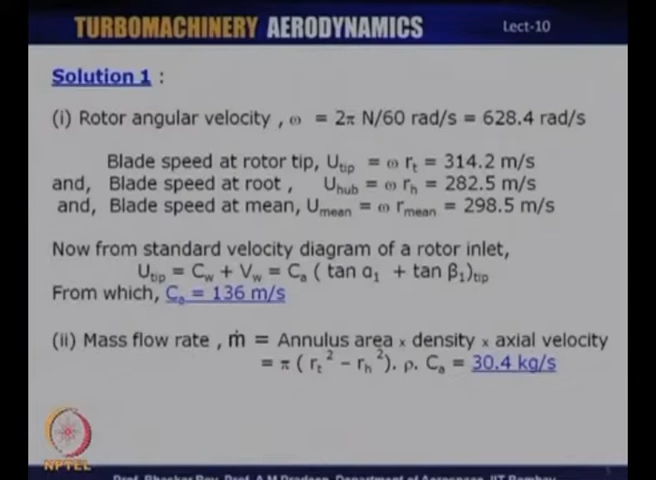 TURBOMACHINERY AERODYNAMICS Lect-10
Solution 1 :
(i) Rotor angular velocity , ω = 2π N/60 rad/s = 628.4 rad/s
Blade speed at rotor tip, U_tip = ω r_t = 314.2 m/s
and, Blade speed at root , U_hub = ω r_h = 282.5 m/s
and, Blade speed at mean, U_mean = ω r_mean = 298.5 m/s
Now from standard velocity diagram of a rotor inlet,
U_tip = C_w + V_w = C_a ( tan α_1 + tan β_1)_tip
From which, C_a = 136 m/s
(ii) Mass flow rate , ṁ = Annulus area x density x axial velocity
= π ( r_t^2 – r_h^2). ρ. C_a = 30.4 kg/s
NPTEL